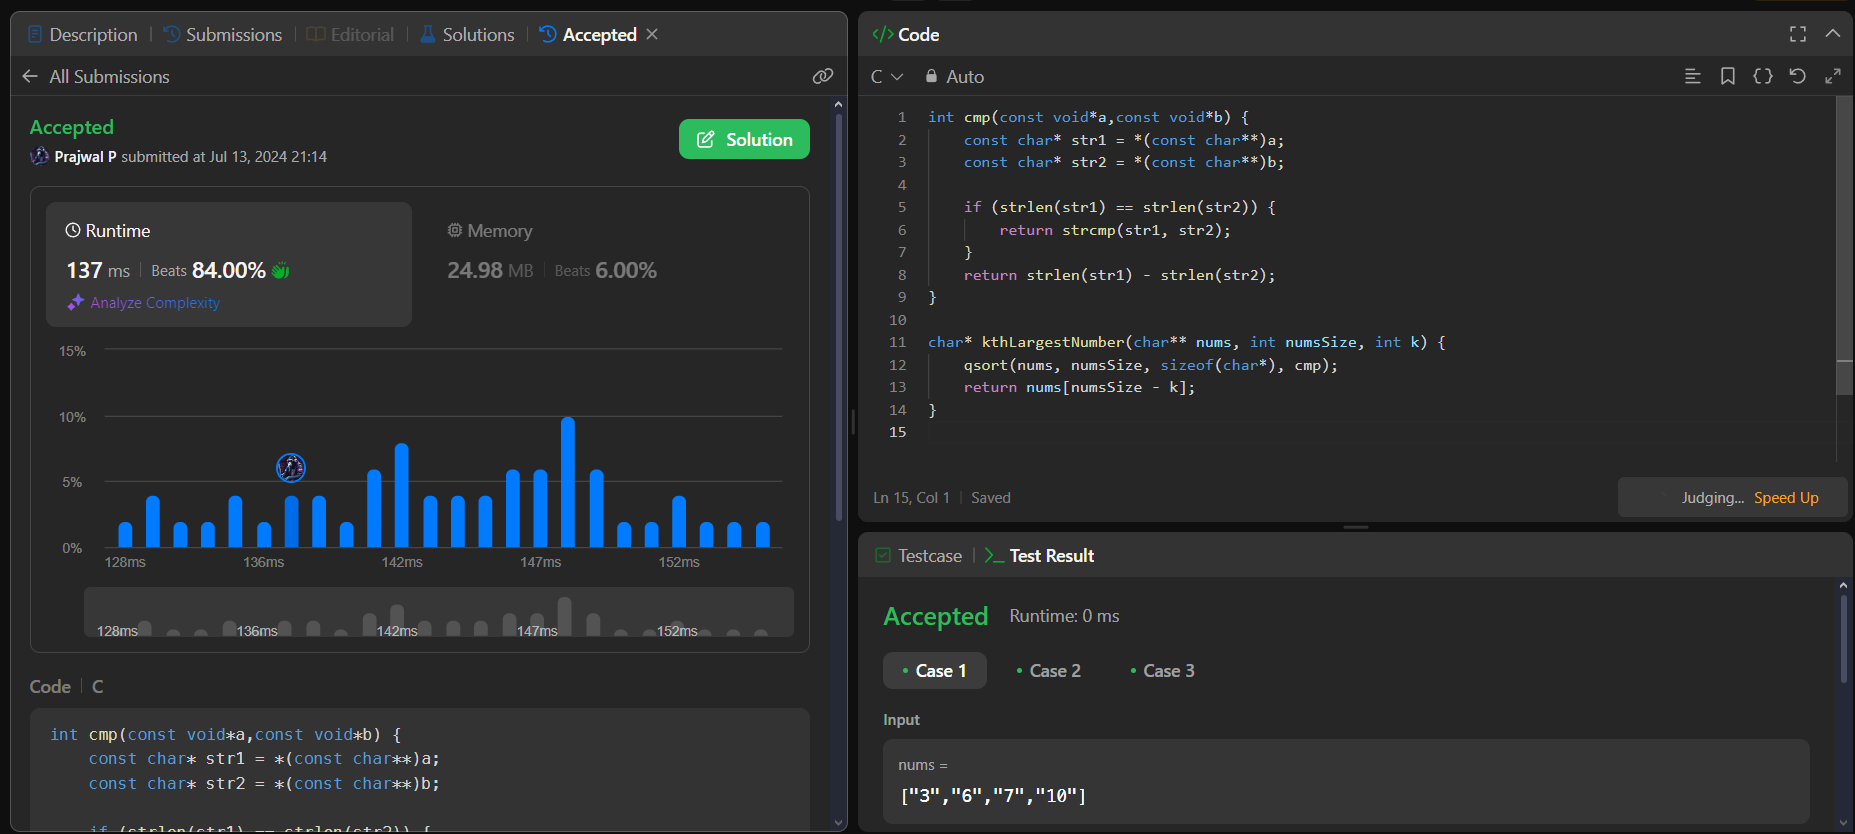 Description
Submissions
Editorial
Solutions
Accepted
All Submissions
Accepted
Prajwal P submitted at Jul 13, 2024 21:14
Solution
Runtime
137 ms
Beats 84.00%
Analyze Complexity
Memory
24.98 MB
Beats 6.00%
15%
10%
5%
0%
128ms 136ms 142ms 147ms 152ms
128ms 136ms 142ms 147ms 152ms
Code
C
int cmp(const void*a,const void*b) {
    const char* str1 = *(const char**)a;
    const char* str2 = *(const char**)b;
    if (strlen(str1) == strlen(str2)) {
</> Code
C
Auto
1 int cmp(const void*a,const void*b) {
2     const char* str1 = *(const char**)a;
3     const char* str2 = *(const char**)b;
4
5     if (strlen(str1) == strlen(str2)) {
6         return strcmp(str1, str2);
7     }
8     return strlen(str1) - strlen(str2);
9 }
10
11 char* kthLargestNumber(char** nums, int numsSize, int k) {
12     qsort(nums, numsSize, sizeof(char*), cmp);
13     return nums[numsSize - k];
14 }
15
Ln 15, Col 1
Saved
Judging... Speed Up
Testcase
Test Result
Accepted
Runtime: 0 ms
Case 1
Case 2
Case 3
Input
nums =
["3","6","7","10"]